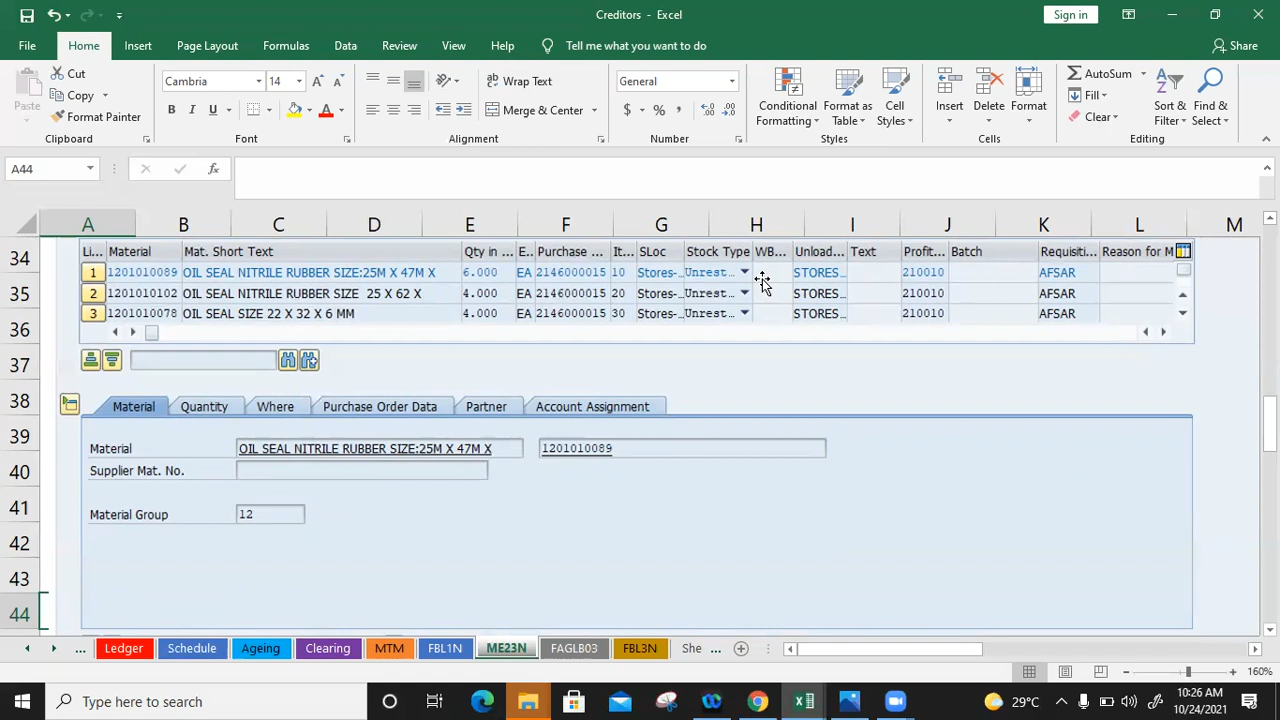 Creditors - Excel
Sign in
File Home Insert Page Layout Formulas Data Review View Help Tell me what you want to do Share
Paste Cut Copy Format Painter Clipboard
Cambria 14 B I U A Font
Wrap Text Merge & Center Alignment
General $ % , Number
Conditional Formatting Format as Table Cell Styles Styles
Insert Delete Format Cells
AutoSum Fill Clear Sort & Filter Find & Select Editing
A44 fx
A B C D E F G H I J K L M
34 Li... Material Mat. Short Text Qty in ... E.. Purchase ... It... SLoc Stock Type WB... Unload... Text Profit... Batch Requisiti... Reason for M
1 1201010089 OIL SEAL NITRILE RUBBER SIZE:25M X 47M X 6.000 EA 2146000015 10 Stores-... Unrest... STORES... 210010 AFSAR
35 2 1201010102 OIL SEAL NITRILE RUBBER SIZE 25 X 62 X 4.000 EA 2146000015 20 Stores-... Unrest... STORES... 210010 AFSAR
3 1201010078 OIL SEAL SIZE 22 X 32 X 6 MM 4.000 EA 2146000015 30 Stores-... Unrest... STORES... 210010 AFSAR
36
37
38 Material Quantity Where Purchase Order Data Partner Account Assignment
39 Material OIL SEAL NITRILE RUBBER SIZE:25M X 47M X 1201010089
40 Supplier Mat. No.
41 Material Group 12
42
43
44
... Ledger Schedule Ageing Clearing MTM FBL1N ME23N FAGLB03 FBL3N She ...
160%
Type here to search
29°C
10:26 AM
10/24/2021